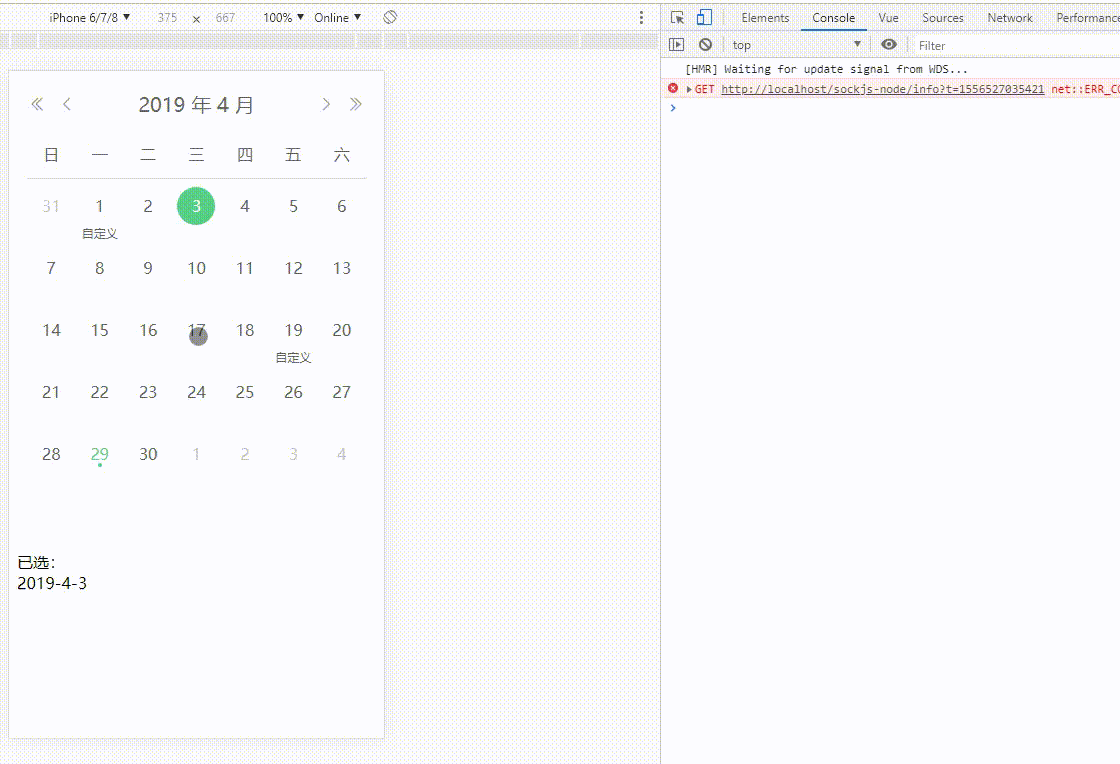 iPhone 6/7/8 ▼ 375 × 667 100% ▼ Online ▼
Elements Console Vue Sources Network Performanc
top ▼ Filter
[HMR] Waiting for update signal from WDS...
▶GET http://localhost/sockjs-node/info?t=1556527035421 net::ERR_CO
2019 年 4 月
日 一 二 三 四 五 六
31 1 2 3 4 5 6
自定义
7 8 9 10 11 12 13
14 15 16 17 18 19 20
自定义
21 22 23 24 25 26 27
28 29 30 1 2 3 4
已选：
2019-4-3